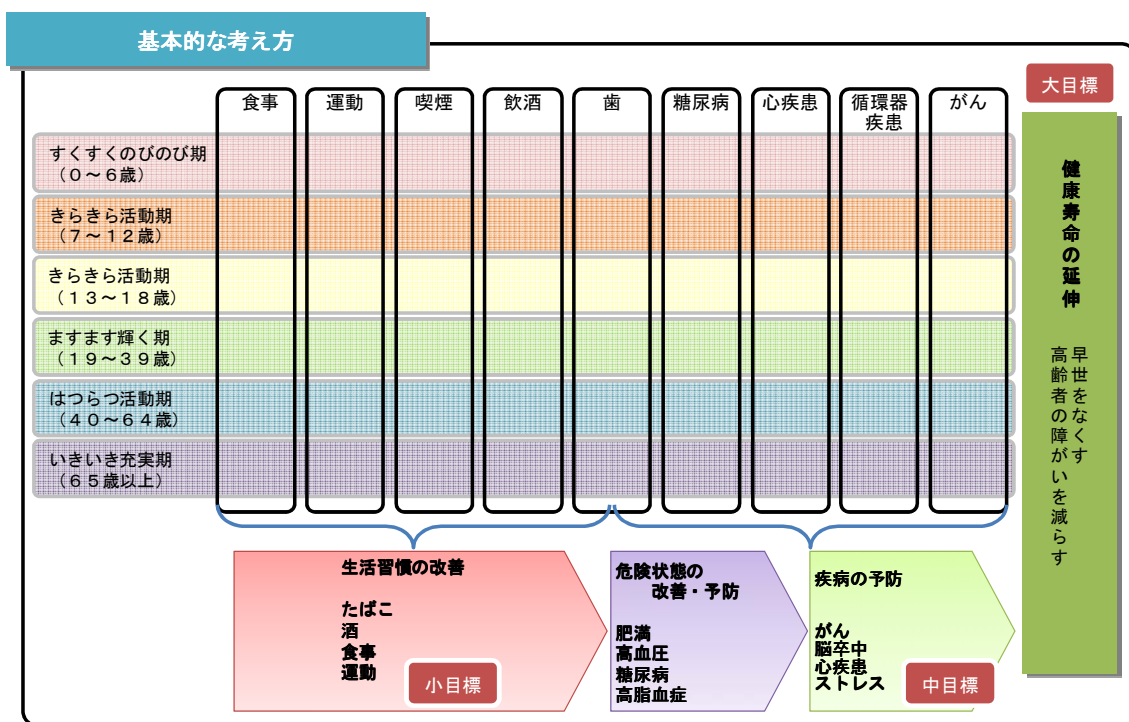 基本的な考え方
大目標
食事
運動
喫煙
飲酒
歯
糖尿病
心疾患
循環器
疾患
がん
すくすくのびのび期
（０～６歳）
きらきら活動期
（７～１２歳）
きらきら活動期
（１３～１８歳）
ますます輝く期
（１９～３９歳）
はつらつ活動期
（４０～６４歳）
いきいき充実期
（６５歳以上）
健康寿命の延伸
早世をなくす
高齢者の障がいを減らす
生活習慣の改善
たばこ
酒
食事
運動
小目標
危険状態の
改善・予防
肥満
高血圧
糖尿病
高脂血症
疾病の予防
がん
脳卒中
心疾患
ストレス
中目標